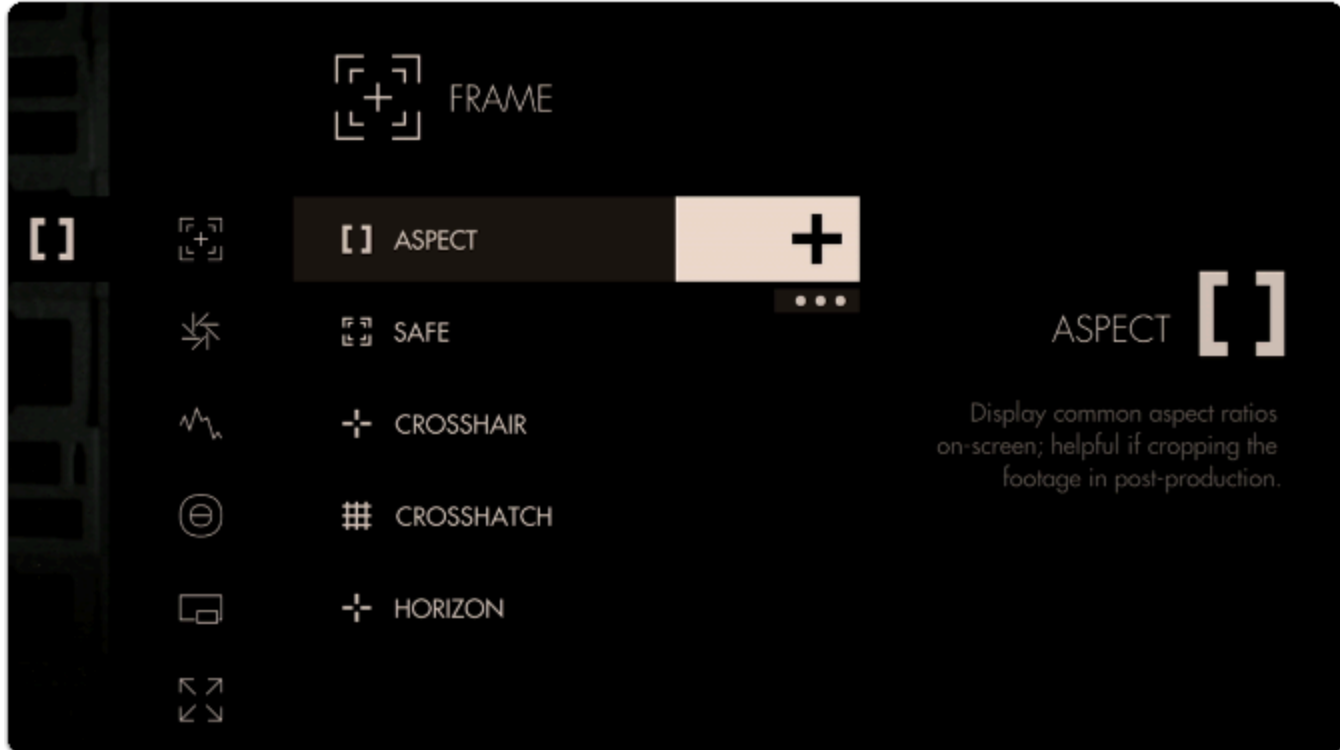 FRAME
ASPECT
SAFE
CROSSHAIR
CROSSHATCH
HORIZON
ASPECT
Display common aspect ratios
on-screen; helpful if cropping the
footage in post-production.